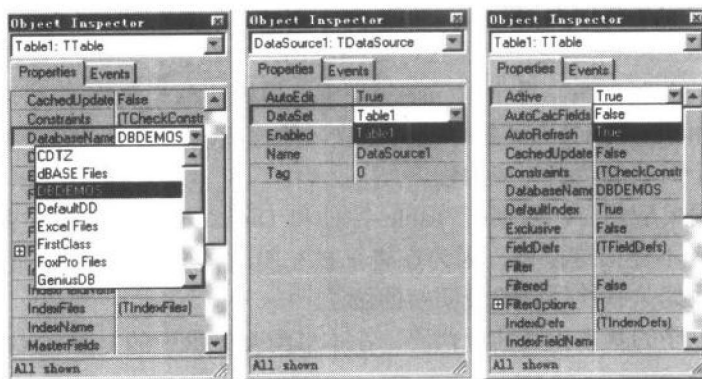 Object Inspector
Table1: TTable
Properties Events
CachedUpdate False
Constraints (TCheckConstr
DatabaseName DBDEMOS
CDTZ
dBASE Files
DBDEMOS
DefaultDD
Excel Files
FirstClass
FoxPro Files
GeniusDB
IndexFieldName
IndexFiles (TIndexFiles)
IndexName
MasterFields
All shown
Object Inspector
DataSource1: TDataSource
Properties Events
AutoEdit True
DataSet Table1
Enabled Table1
Name DataSource1
Tag 0
All shown
Object Inspector
Table1: TTable
Properties Events
Active True
AutoCalcFields False
AutoRefresh True
CachedUpdate False
Constraints (TCheckConstr
DatabaseName DBDEMOS
DefaultIndex True
Exclusive False
FieldDefs (TFieldDefs)
Filter
Filtered False
FilterOptions []
IndexDefs (TIndexDefs)
IndexFieldNam
All shown